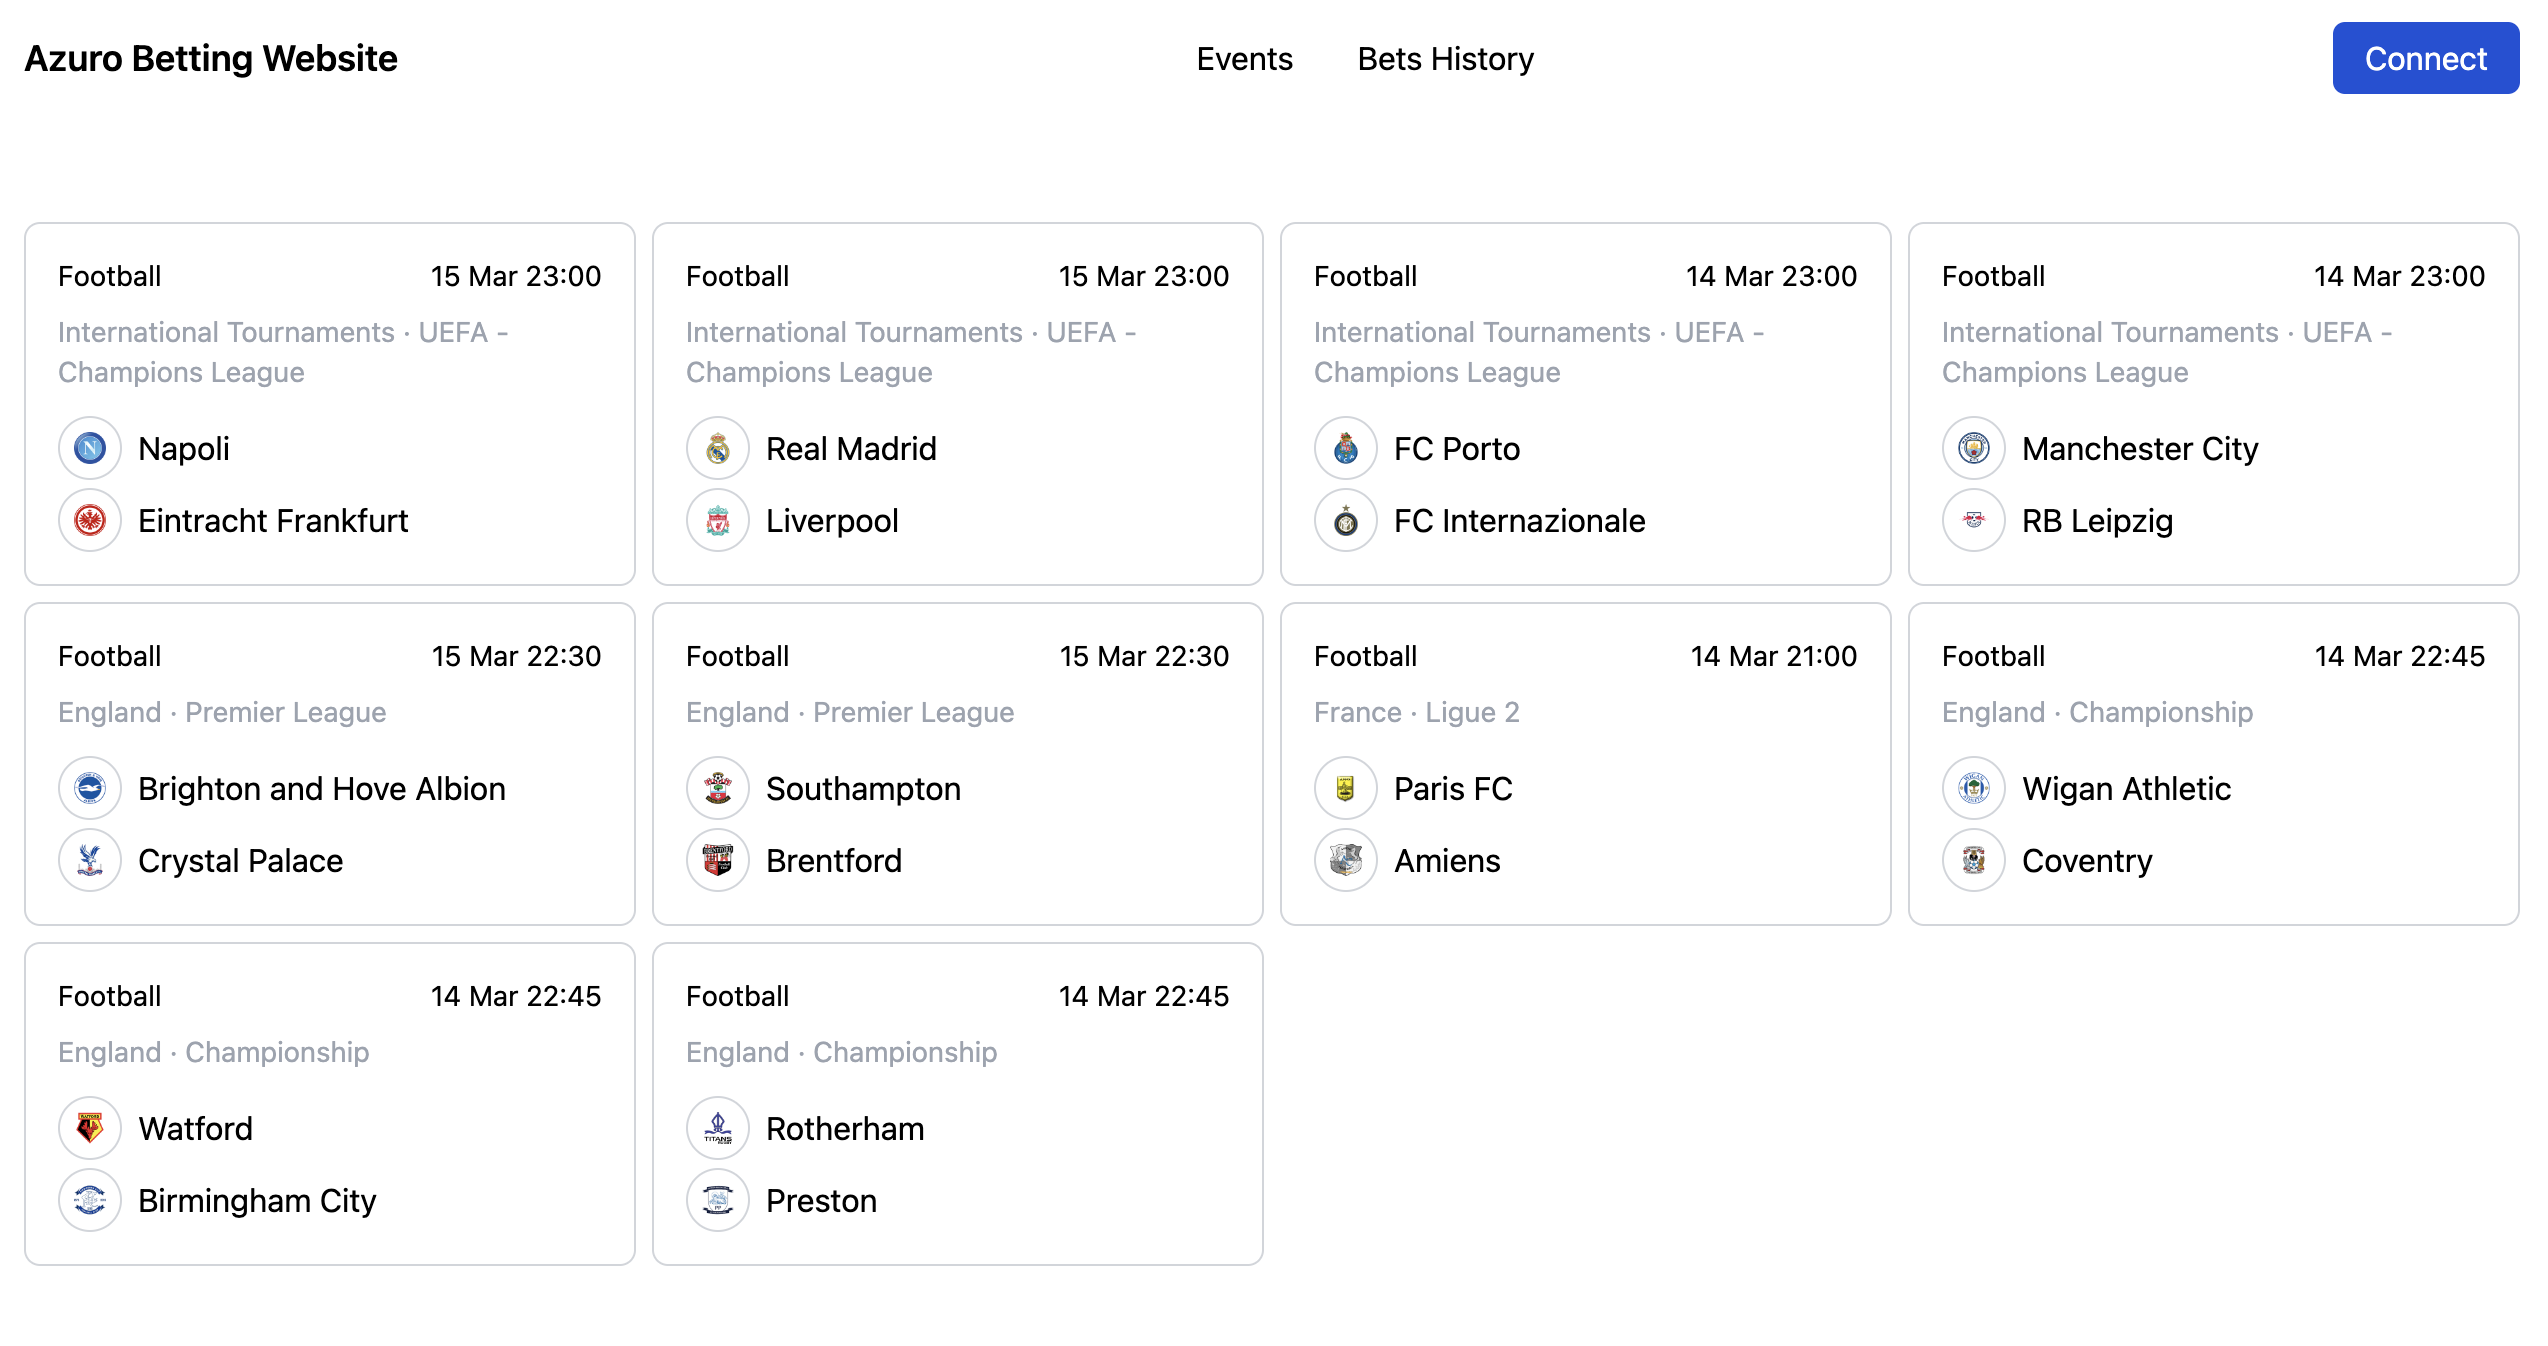 Azuro Betting Website
Events
Bets History
Connect
Football
15 Mar 23:00
International Tournaments · UEFA -
Champions League
Napoli
Eintracht Frankfurt
Football
15 Mar 23:00
International Tournaments · UEFA -
Champions League
Real Madrid
Liverpool
Football
14 Mar 23:00
International Tournaments · UEFA -
Champions League
FC Porto
FC Internazionale
Football
14 Mar 23:00
International Tournaments · UEFA -
Champions League
Manchester City
RB Leipzig
Football
15 Mar 22:30
England · Premier League
Brighton and Hove Albion
Crystal Palace
Football
15 Mar 22:30
England · Premier League
Southampton
Brentford
Football
14 Mar 21:00
France · Ligue 2
Paris FC
Amiens
Football
14 Mar 22:45
England · Championship
Wigan Athletic
Coventry
Football
14 Mar 22:45
England · Championship
Watford
Birmingham City
Football
14 Mar 22:45
England · Championship
TITANS
Rotherham
Preston